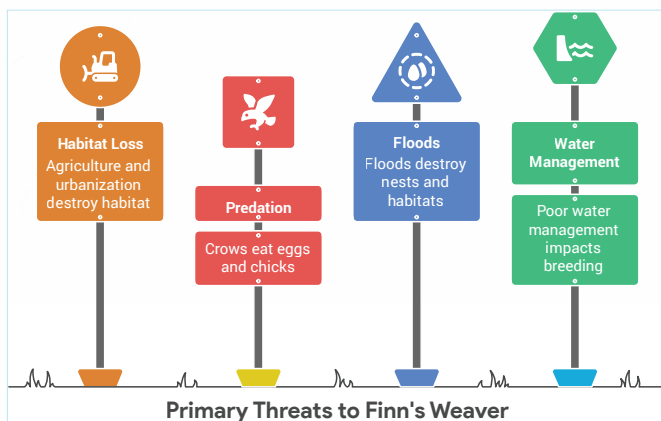 Habitat Loss
Agriculture and
urbanization
destroy habitat
Predation
Crows eat eggs
and chicks
Floods
Floods destroy
nests and
habitats
Water
Management
Poor water
management
impacts
breeding
Primary Threats to Finn's Weaver